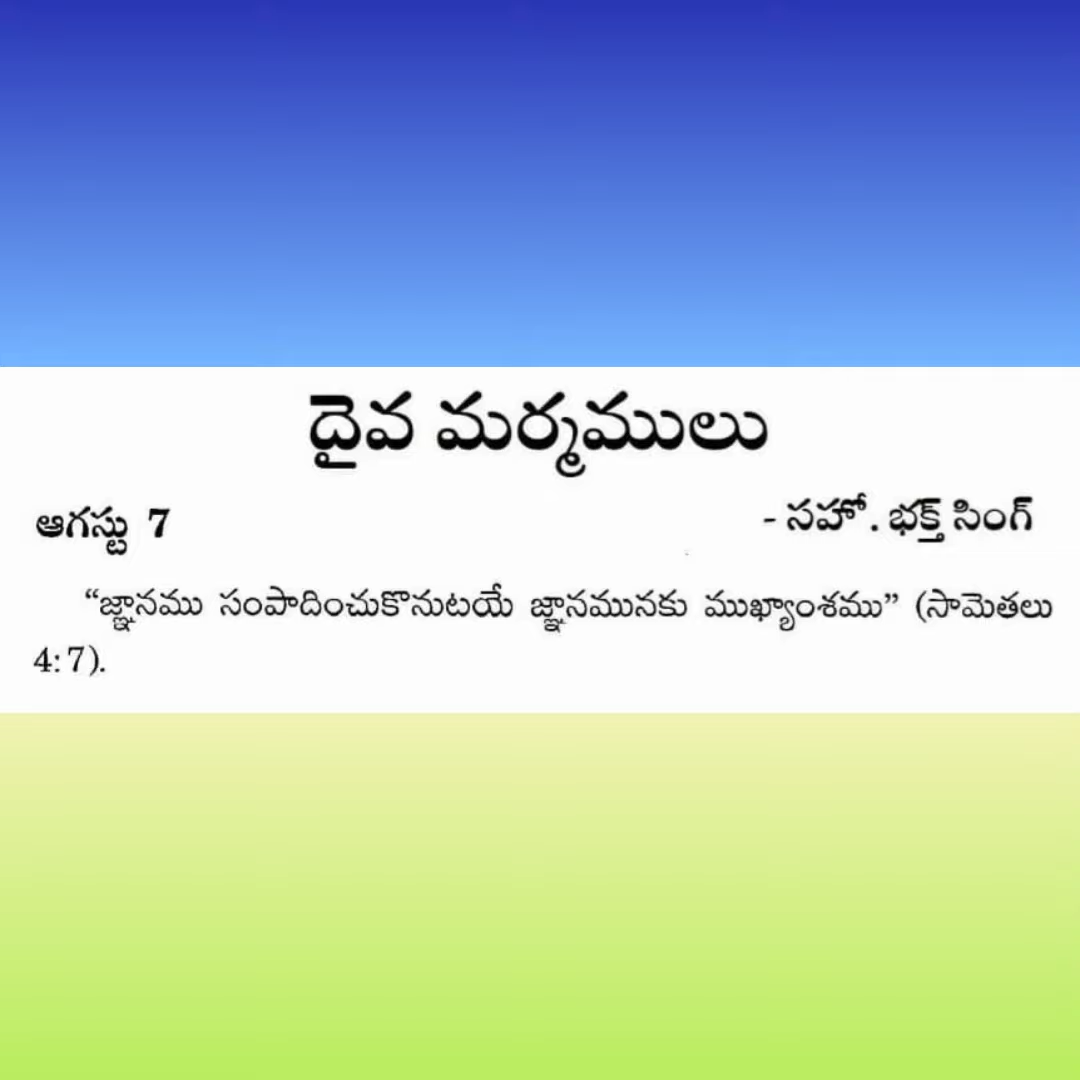 దైవ మర్మములు
ఆగస్టు 7 - సహో. భక్త్ సింగ్
“జ్ఞానము సంపాదించుకొనుటయే జ్ఞానమునకు ముఖ్యాంశము” (సామెతలు
4:7).